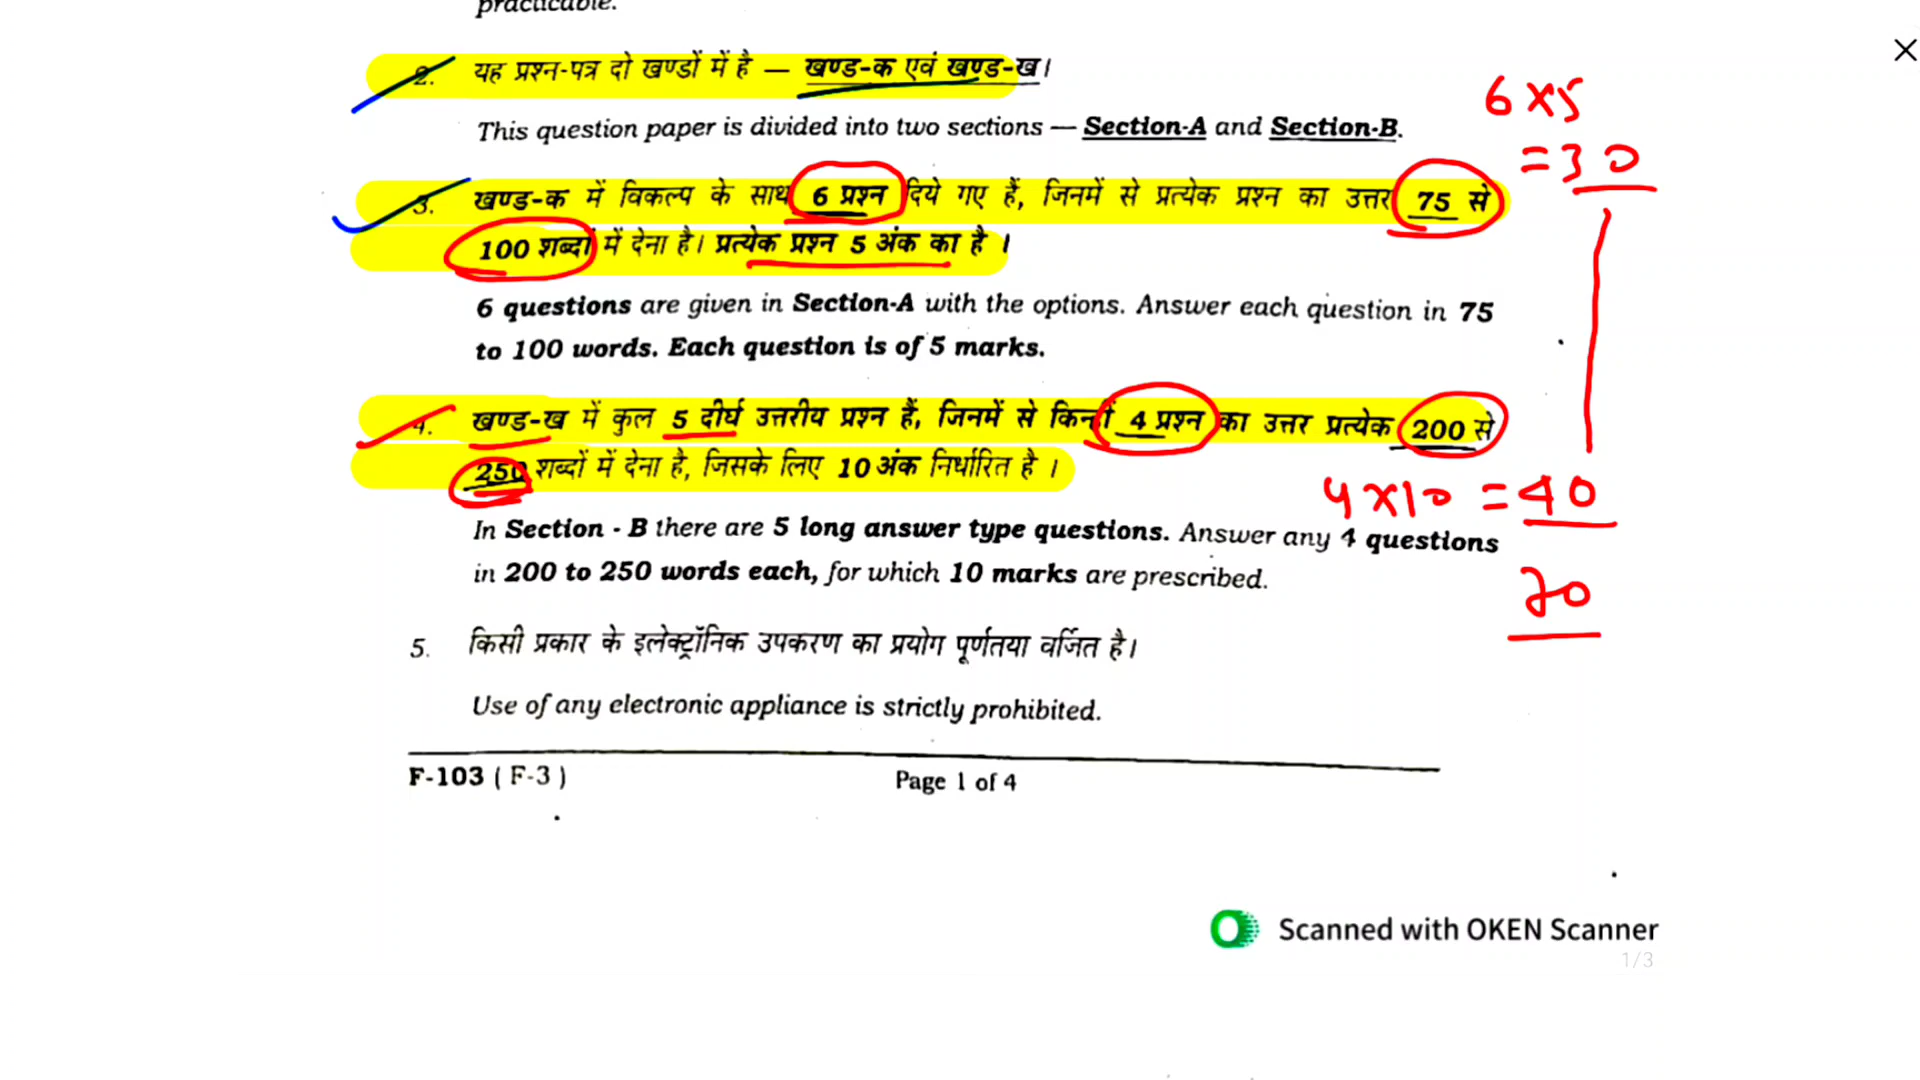 practicable.
2. यह प्रश्न-पत्र दो खण्डों में है — खण्ड-क एवं खण्ड-ख।
This question paper is divided into two sections — Section-A and Section-B.
6 x 5
= 30
3. खण्ड-क में विकल्प के साथ 6 प्रश्न दिये गए हैं, जिनमें से प्रत्येक प्रश्न का उत्तर 75 से
100 शब्दों में देना है। प्रत्येक प्रश्न 5 अंक का है ।
6 questions are given in Section-A with the options. Answer each question in 75
to 100 words. Each question is of 5 marks.
4. खण्ड-ख में कुल 5 दीर्घ उत्तरीय प्रश्न हैं, जिनमें से किन्हीं 4 प्रश्न का उत्तर प्रत्येक 200 से
250 शब्दों में देना है, जिसके लिए 10 अंक निर्धारित है ।
4 x 10 = 40
In Section - B there are 5 long answer type questions. Answer any 4 questions
in 200 to 250 words each, for which 10 marks are prescribed.
70
5. किसी प्रकार के इलेक्ट्रॉनिक उपकरण का प्रयोग पूर्णतया वर्जित है।
Use of any electronic appliance is strictly prohibited.
F-103 ( F-3 ) Page 1 of 4
Scanned with OKEN Scanner
1/3